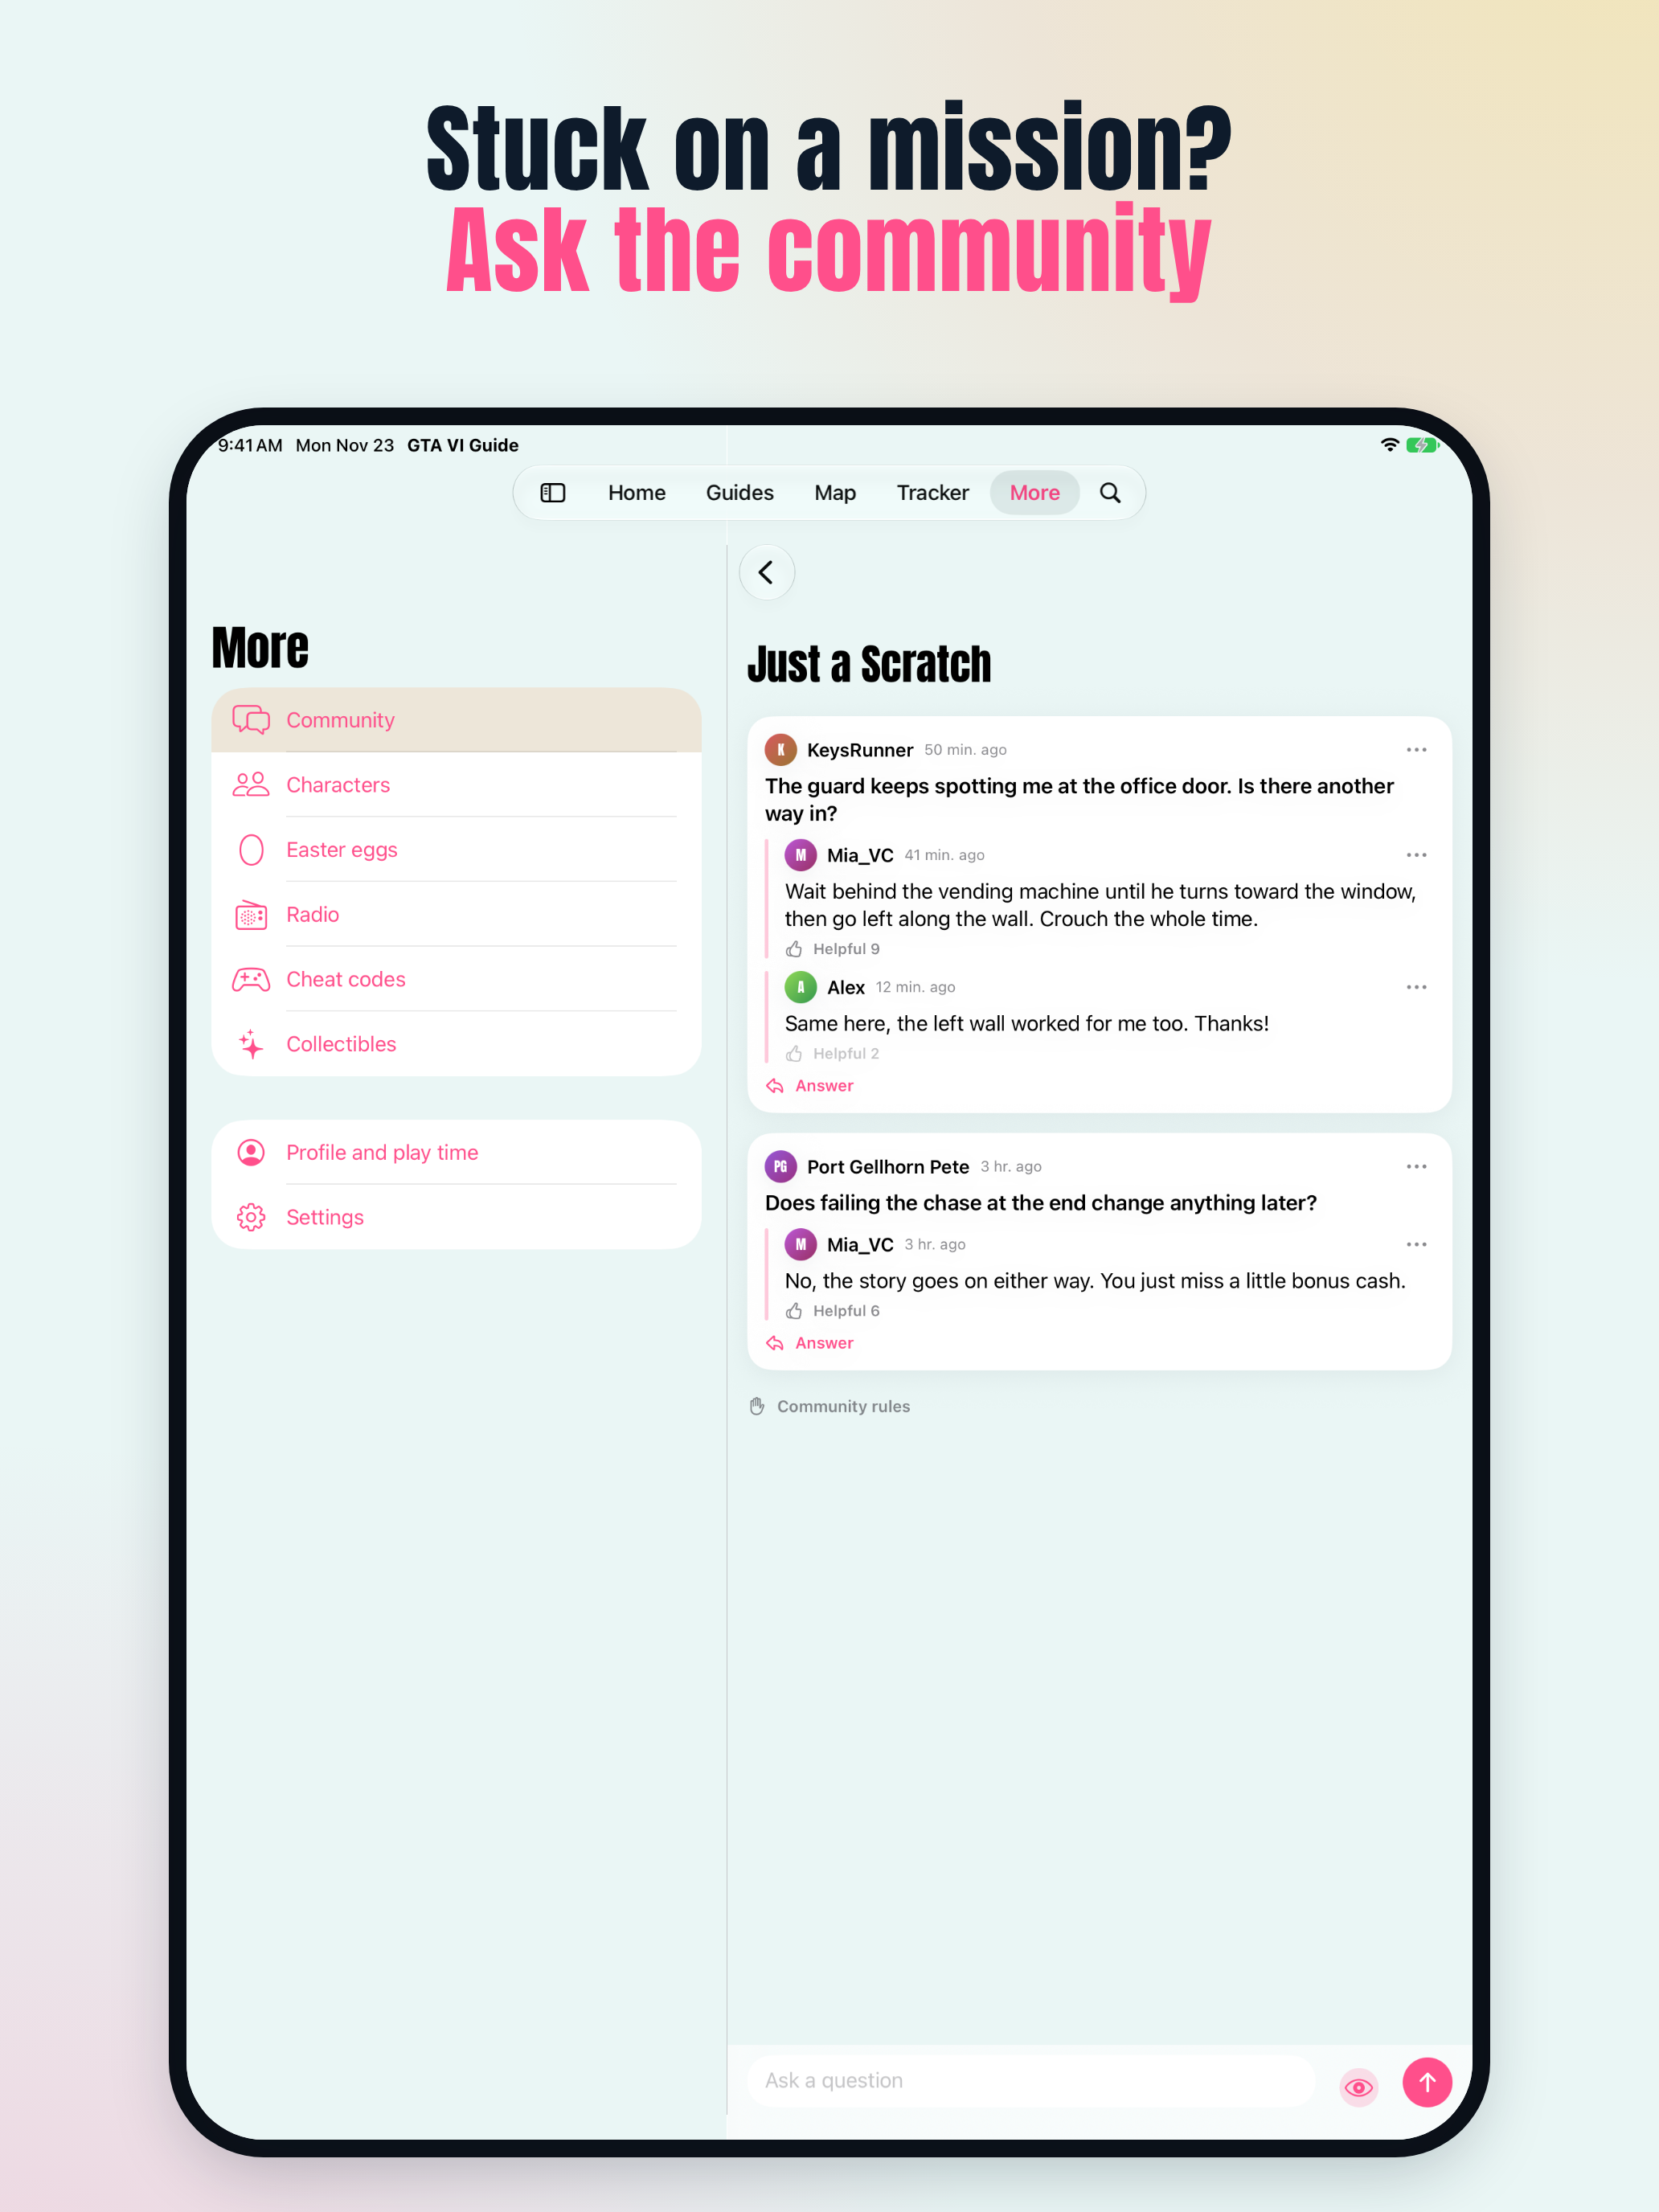 Stuck on a mission?
Ask the community
9:41 AM Mon Nov 23 GTA VI Guide
Home Guides Map Tracker More
More
Community
Characters
Easter eggs
Radio
Cheat codes
Collectibles
Profile and play time
Settings
Just a Scratch
K KeysRunner 50 min. ago
The guard keeps spotting me at the office door. Is there another
way in?
M Mia_VC 41 min. ago
Wait behind the vending machine until he turns toward the window,
then go left along the wall. Crouch the whole time.
Helpful 9
A Alex 12 min. ago
Same here, the left wall worked for me too. Thanks!
Helpful 2
Answer
PG Port Gellhorn Pete 3 hr. ago
Does failing the chase at the end change anything later?
M Mia_VC 3 hr. ago
No, the story goes on either way. You just miss a little bonus cash.
Helpful 6
Answer
Community rules
Ask a question